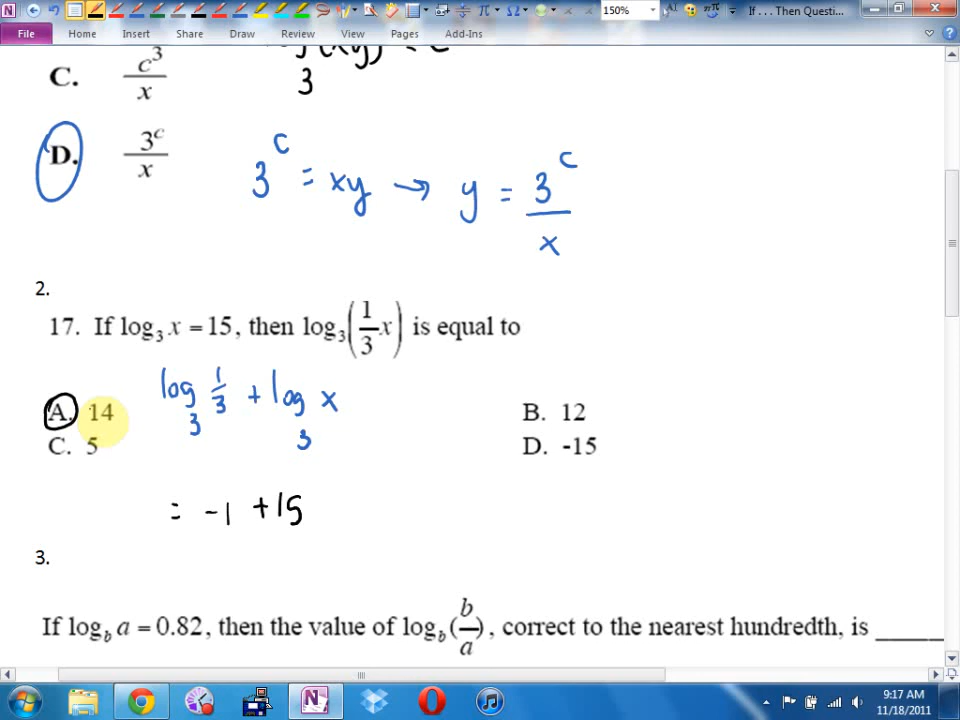 150%
If . . . Then Questi...
File Home Insert Share Draw Review Pages Add-Ins
3
C. c³/x
D. 3ᶜ/x
3ᶜ = xy → y = 3ᶜ/x
2.
17. If log₃ x = 15, then log₃(1/3 x) is equal to
log₃ 1/3 + log₃ x
A. 14 B. 12
C. 5 D. -15
= -1 + 15
3.
If log_b a = 0.82, then the value of log_b (b/a), correct to the nearest hundredth, is _____
9:17 AM
11/18/2011